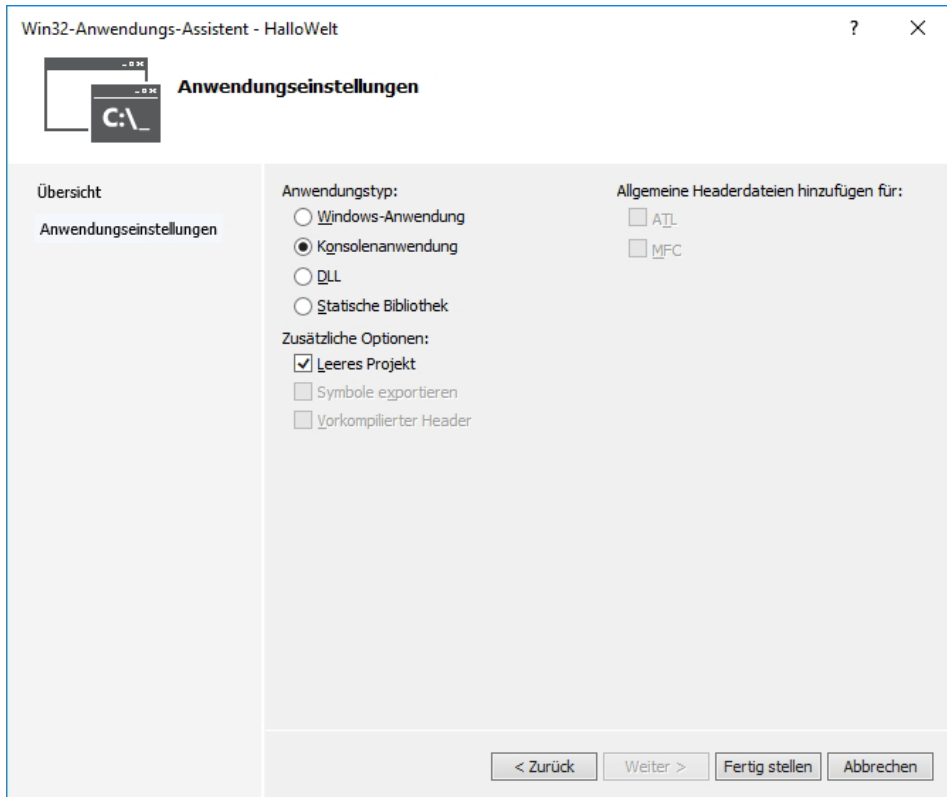 Win32-Anwendungs-Assistent - HalloWelt
?
C:\_
Anwendungseinstellungen
Übersicht
Anwendungseinstellungen
Anwendungstyp:
Windows-Anwendung
Konsolenanwendung
DLL
Statische Bibliothek
Zusätzliche Optionen:
Leeres Projekt
Symbole exportieren
Vorkompilierter Header
Allgemeine Headerdateien hinzufügen für:
ATL
MFC
< Zurück
Weiter >
Fertig stellen
Abbrechen